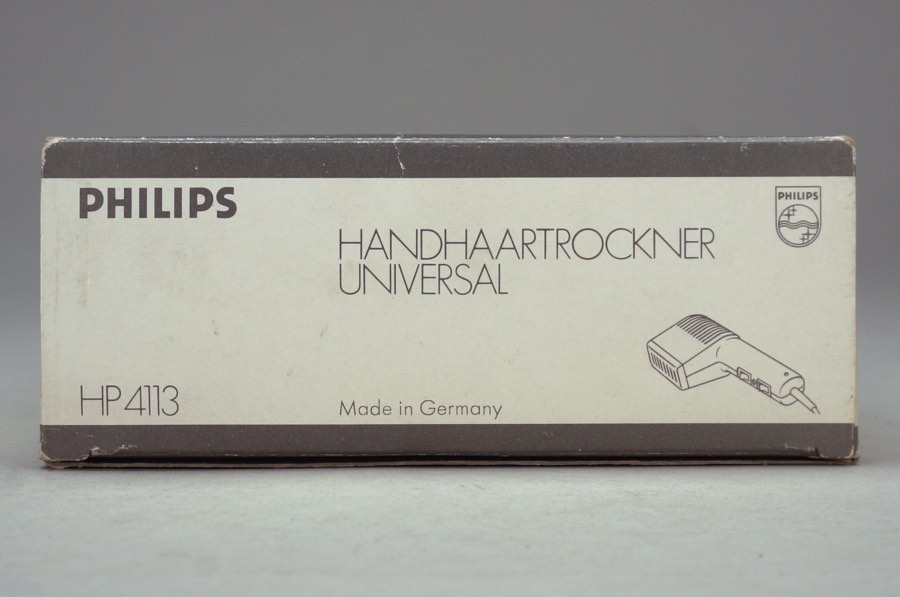 PHILIPS
PHILIPS
HANDHAARTROCKNER
UNIVERSAL
HP 4113
Made in Germany